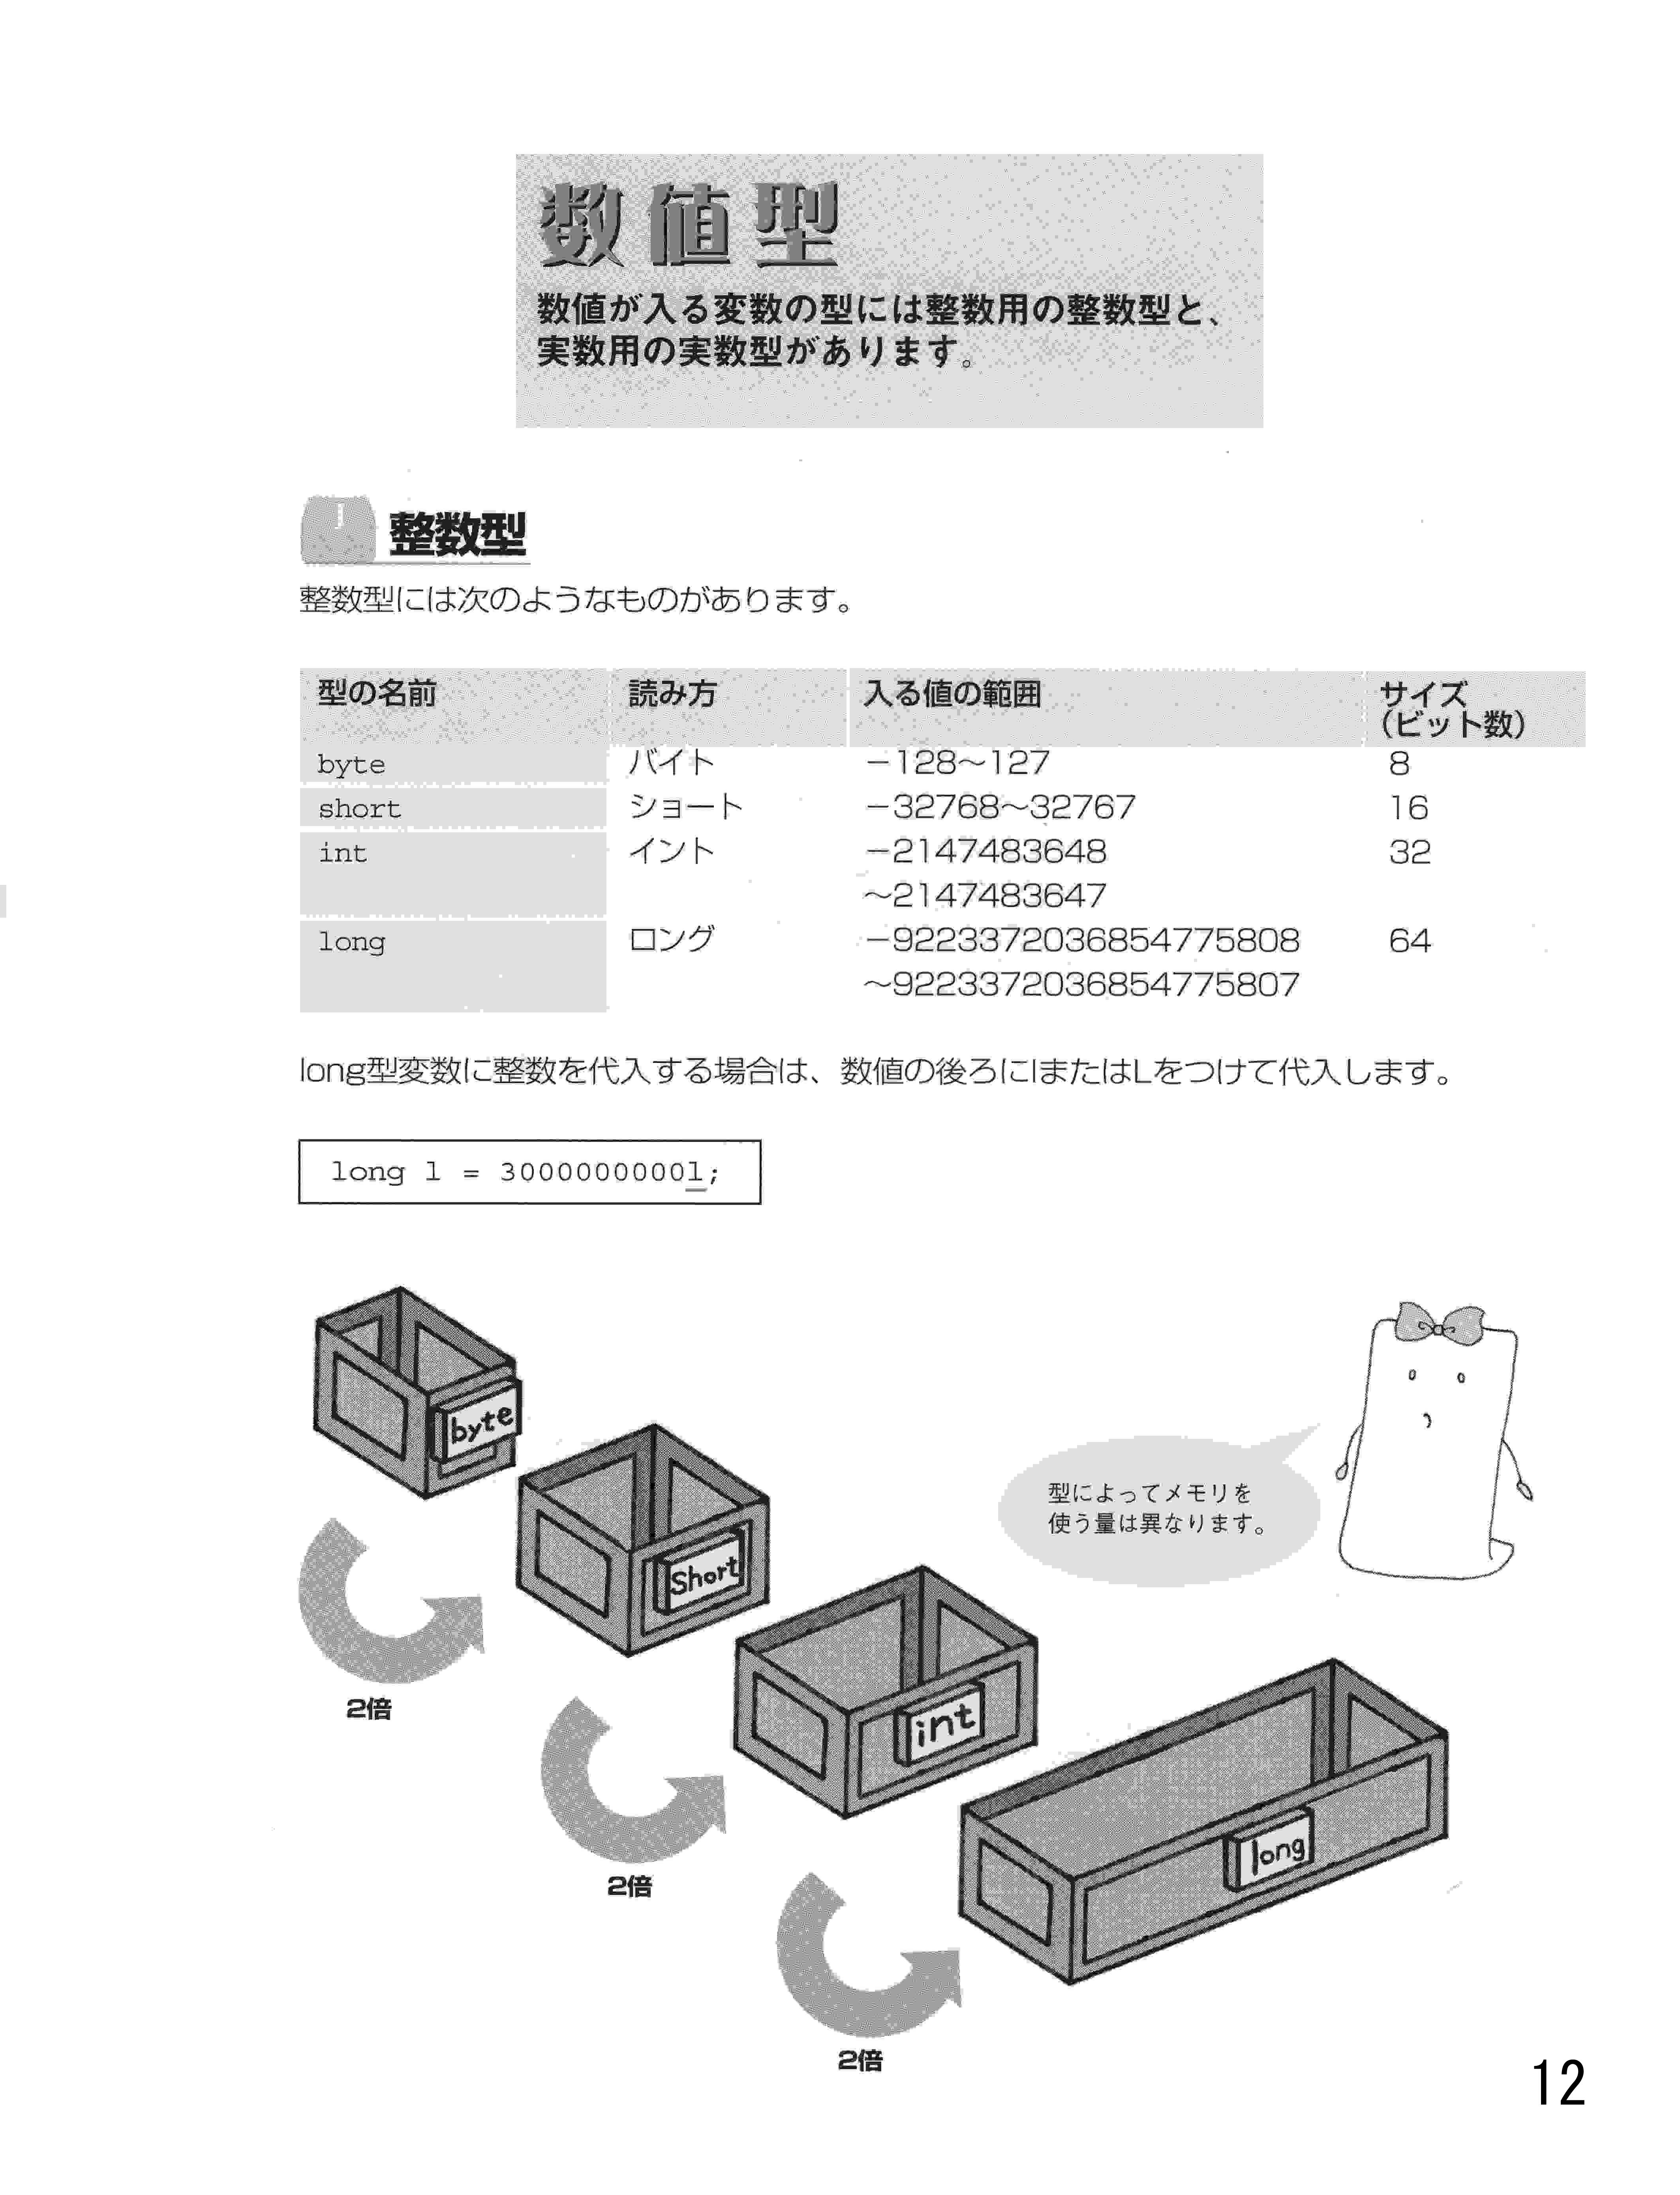 数値型
数値が入る変数の型には整数用の整数型と、
実数用の実数型があります。
整数型
整数型には次のようなものがあります。
型の名前 読み方 入る値の範囲 サイズ
（ビット数）
byte バイト －128～127 8
short ショート －32768～32767 16
int イント －2147483648 32
～2147483647
long ロング －9223372036854775808 64
～9223372036854775807
long型変数に整数を代入する場合は、数値の後ろにlまたはLをつけて代入します。
long l = 3000000000l;
byte
short
int
long
型によってメモリを
使う量は異なります。
2倍
2倍
2倍
12